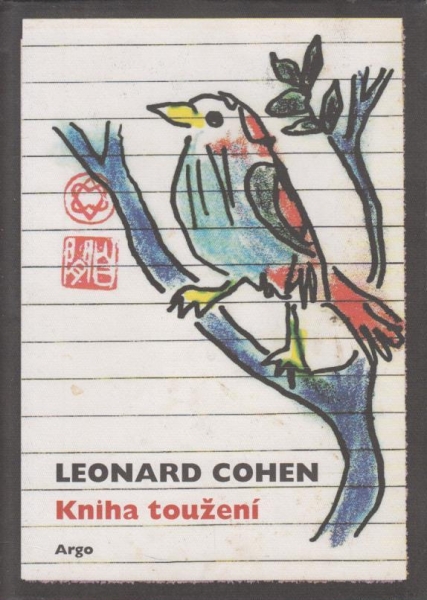 LEONARD COHEN
Kniha toužení
Argo